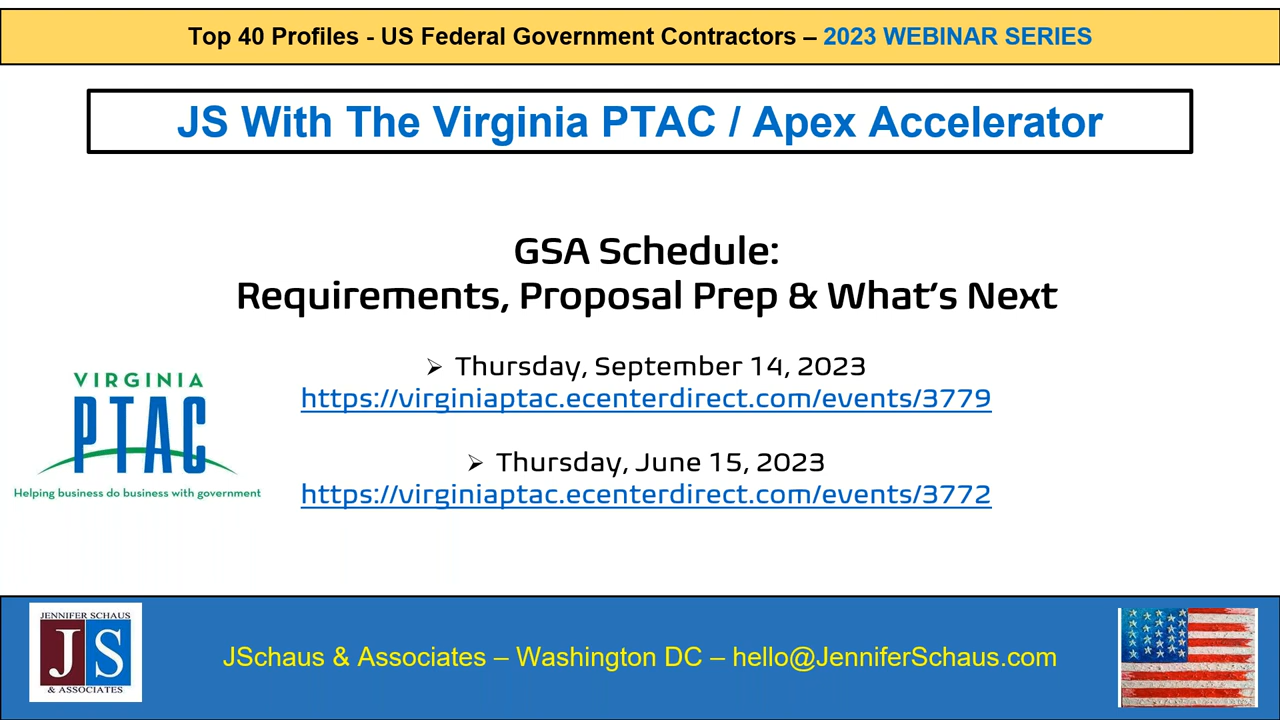 Top 40 Profiles - US Federal Government Contractors – 2023 WEBINAR SERIES
JS With The Virginia PTAC / Apex Accelerator
GSA Schedule:
Requirements, Proposal Prep & What's Next
➢ Thursday, September 14, 2023
https://virginiaptac.ecenterdirect.com/events/3779
➢ Thursday, June 15, 2023
https://virginiaptac.ecenterdirect.com/events/3772
VIRGINIA
PTAC
Helping business do business with government
JENNIFER SCHAUS
JS
& ASSOCIATES
JSchaus & Associates – Washington DC – hello@JenniferSchaus.com